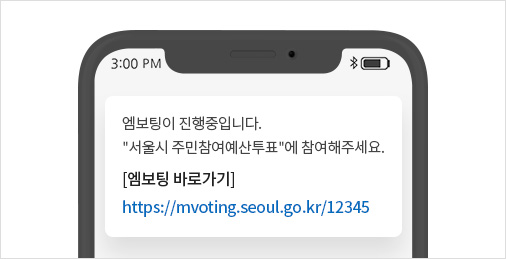 3:00 PM
엠보팅이 진행중입니다.
"서울시 주민참여예산투표"에 참여해주세요.
[엠보팅 바로가기]
https://mvoting.seoul.go.kr/12345